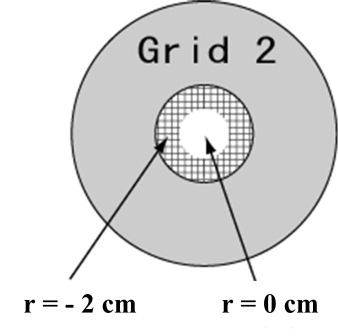 Grid 2
r = - 2 cm
r = 0 cm